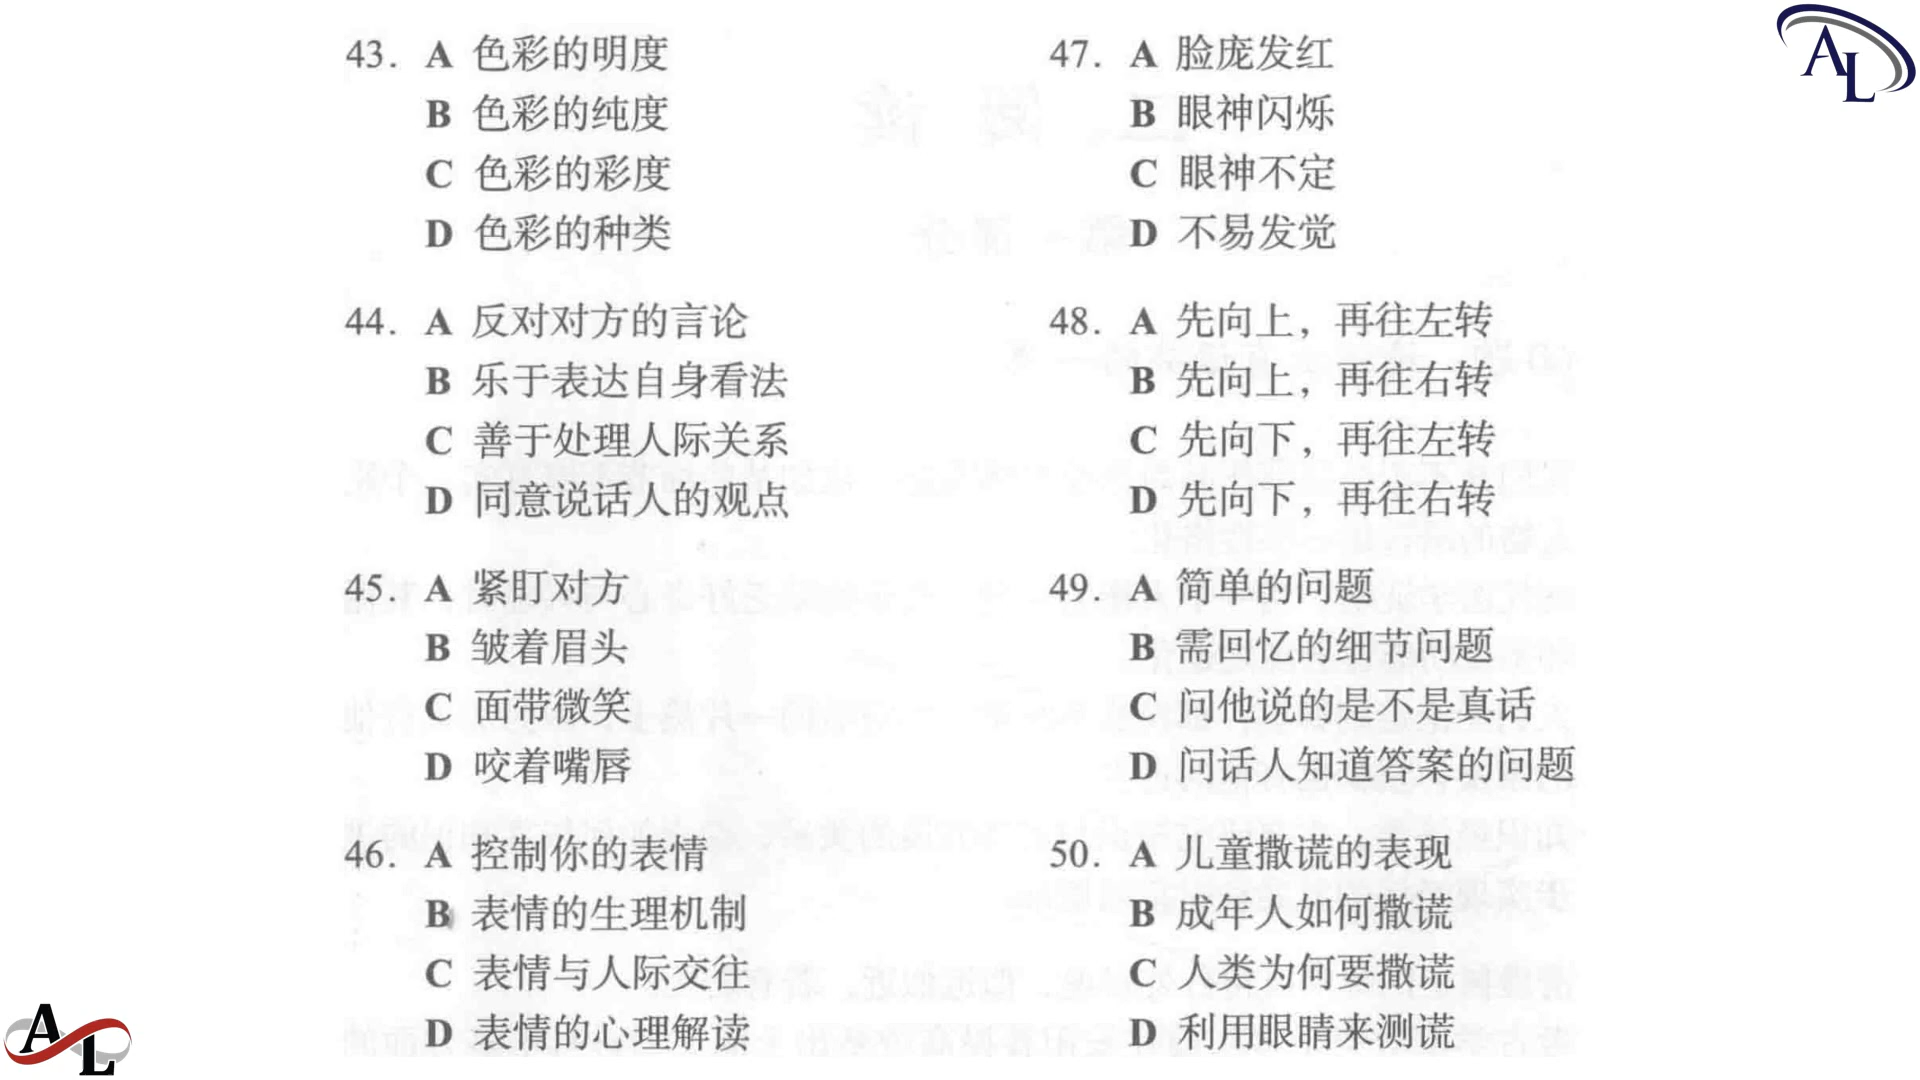 43. A 色彩的明度
B 色彩的纯度
C 色彩的彩度
D 色彩的种类
44. A 反对对方的言论
B 乐于表达自身看法
C 善于处理人际关系
D 同意说话人的观点
45. A 紧盯对方
B 皱着眉头
C 面带微笑
D 咬着嘴唇
46. A 控制你的表情
B 表情的生理机制
C 表情与人际交往
D 表情的心理解读
47. A 脸庞发红
B 眼神闪烁
C 眼神不定
D 不易发觉
48. A 先向上，再往左转
B 先向上，再往右转
C 先向下，再往左转
D 先向下，再往右转
49. A 简单的问题
B 需回忆的细节问题
C 问他说的是不是真话
D 问话人知道答案的问题
50. A 儿童撒谎的表现
B 成年人如何撒谎
C 人类为何要撒谎
D 利用眼睛来测谎
AL
AL